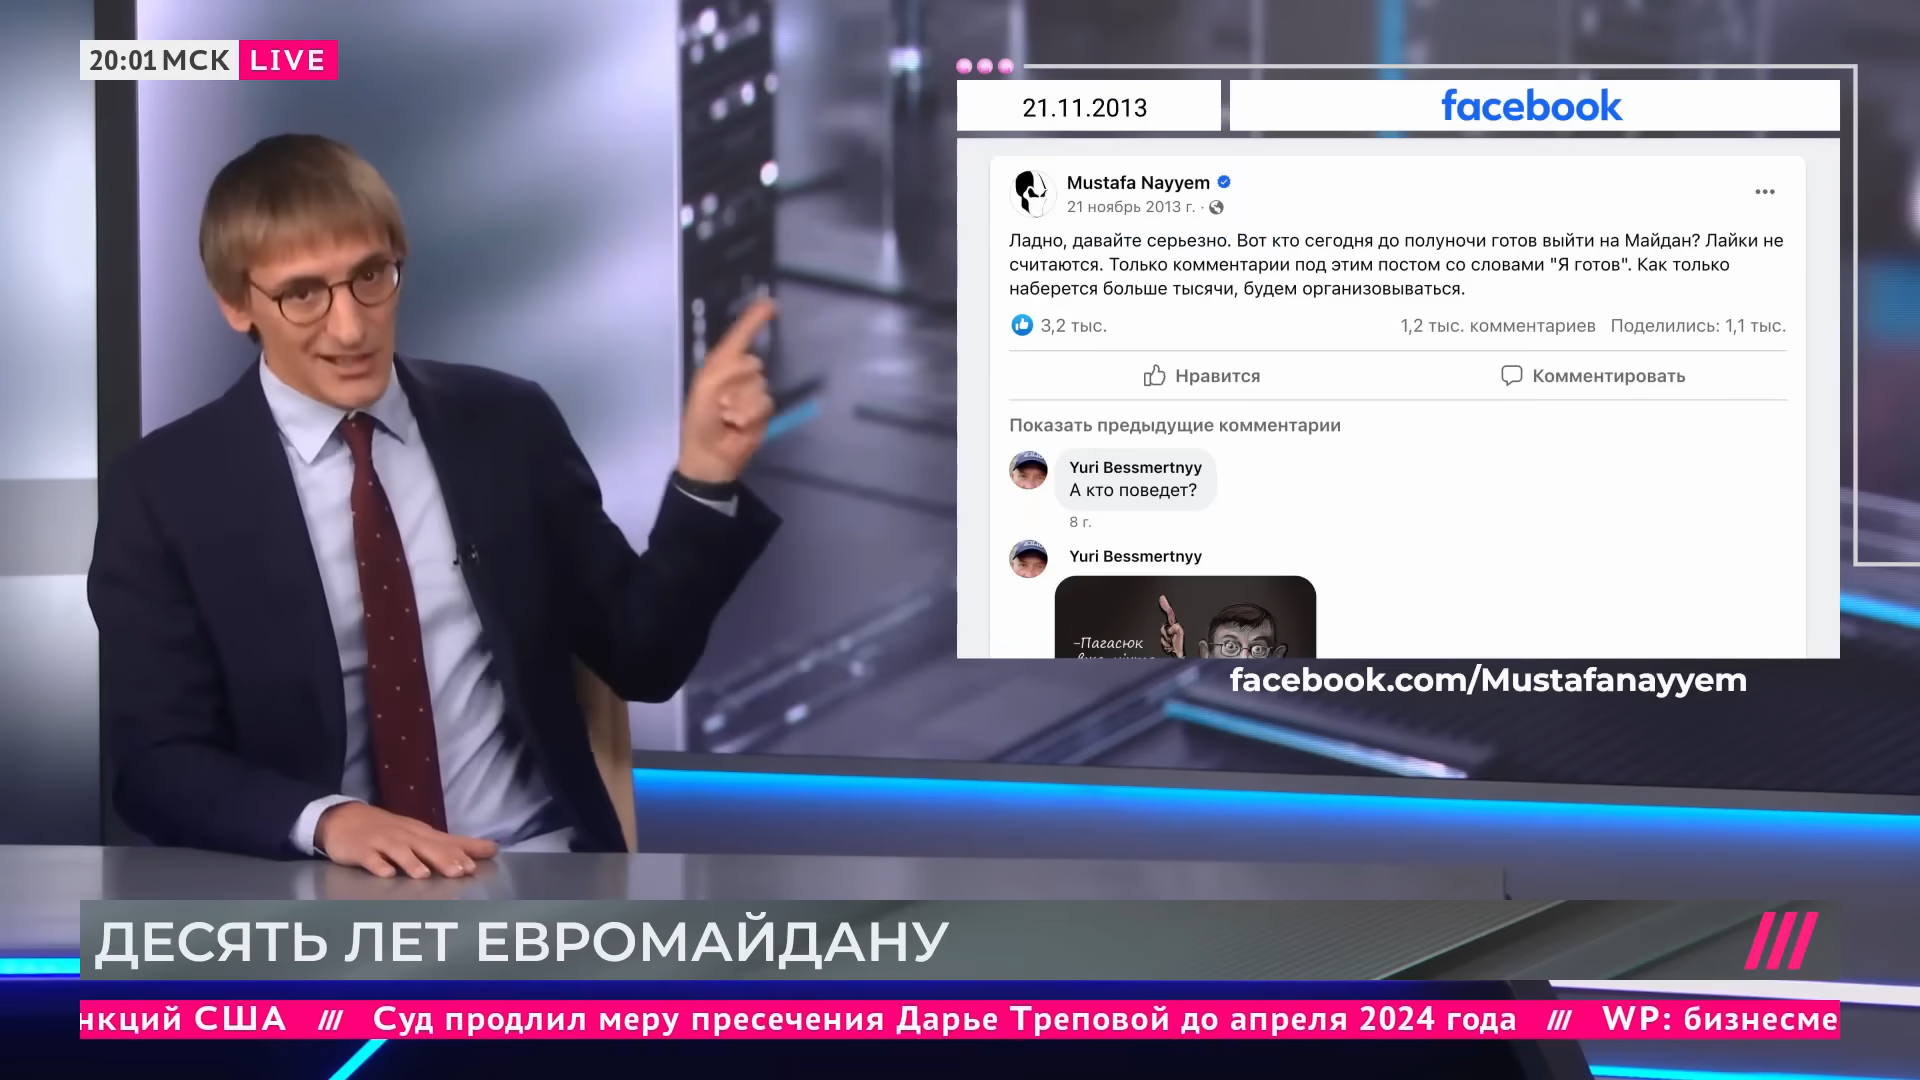 20:01 МСК LIVE
21.11.2013
facebook
Mustafa Nayyem
21 ноябрь 2013 г. ·
Ладно, давайте серьезно. Вот кто сегодня до полуночи готов выйти на Майдан? Лайки не
считаются. Только комментарии под этим постом со словами "Я готов". Как только
наберется больше тысячи, будем организовываться.
3,2 тыс.
1,2 тыс. комментариев Поделились: 1,1 тыс.
Нравится
Комментировать
Показать предыдущие комментарии
Yuri Bessmertnyy
А кто поведет?
8 г.
Yuri Bessmertnyy
-Пагасюк
facebook.com/Mustafanayyem
ДЕСЯТЬ ЛЕТ ЕВРОМАЙДАНУ
нкций США /// Суд продлил меру пресечения Дарье Треповой до апреля 2024 года /// WP: бизнесме